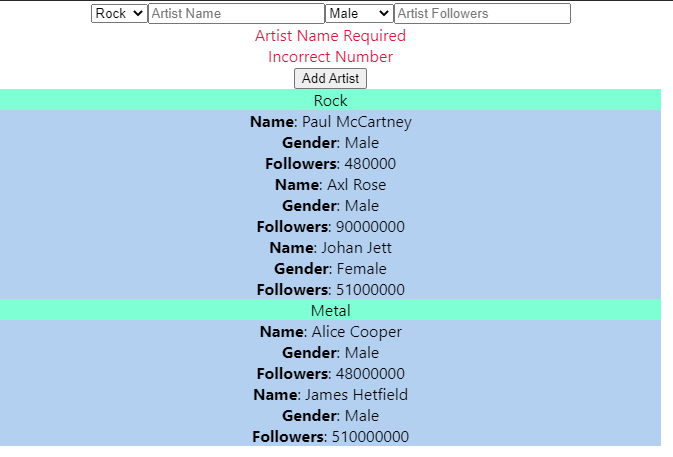 Rock Artist Name Male Artist Followers
Artist Name Required
Incorrect Number
Add Artist
Rock
Name: Paul McCartney
Gender: Male
Followers: 480000
Name: Axl Rose
Gender: Male
Followers: 90000000
Name: Johan Jett
Gender: Female
Followers: 51000000
Metal
Name: Alice Cooper
Gender: Male
Followers: 48000000
Name: James Hetfield
Gender: Male
Followers: 510000000